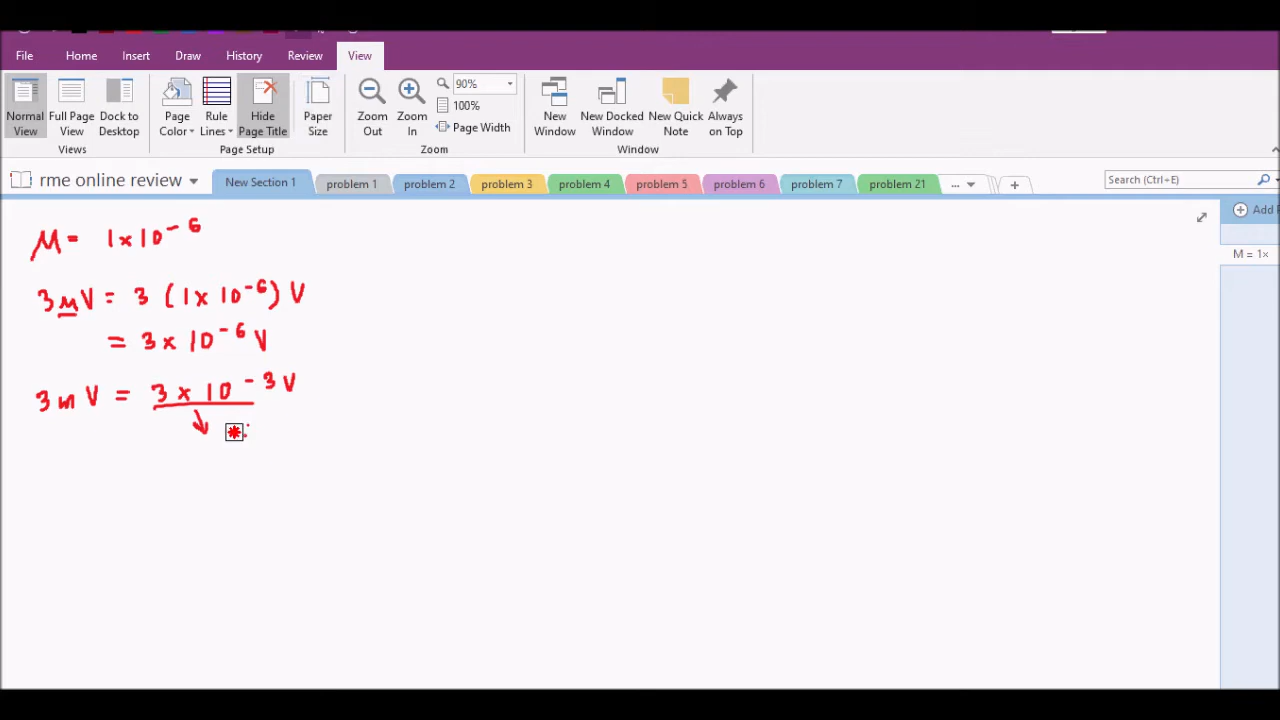 File Home Insert Draw History Review View
Normal View Full Page View Dock to Desktop Page Color Rule Lines Hide Page Title Paper Size Zoom Out Zoom In 90% 100% Page Width New Window New Docked Window New Quick Note Always on Top
Views Page Setup Zoom Window
rme online review New Section 1 problem 1 problem 2 problem 3 problem 4 problem 5 problem 6 problem 7 problem 21 ... Search (Ctrl+E)
Add
M = 1×
μ = 1 x 10⁻⁶
3 μV = 3 (1 x 10⁻⁶) V
= 3 x 10⁻⁶ V
3 m V = 3 x 10⁻³ V